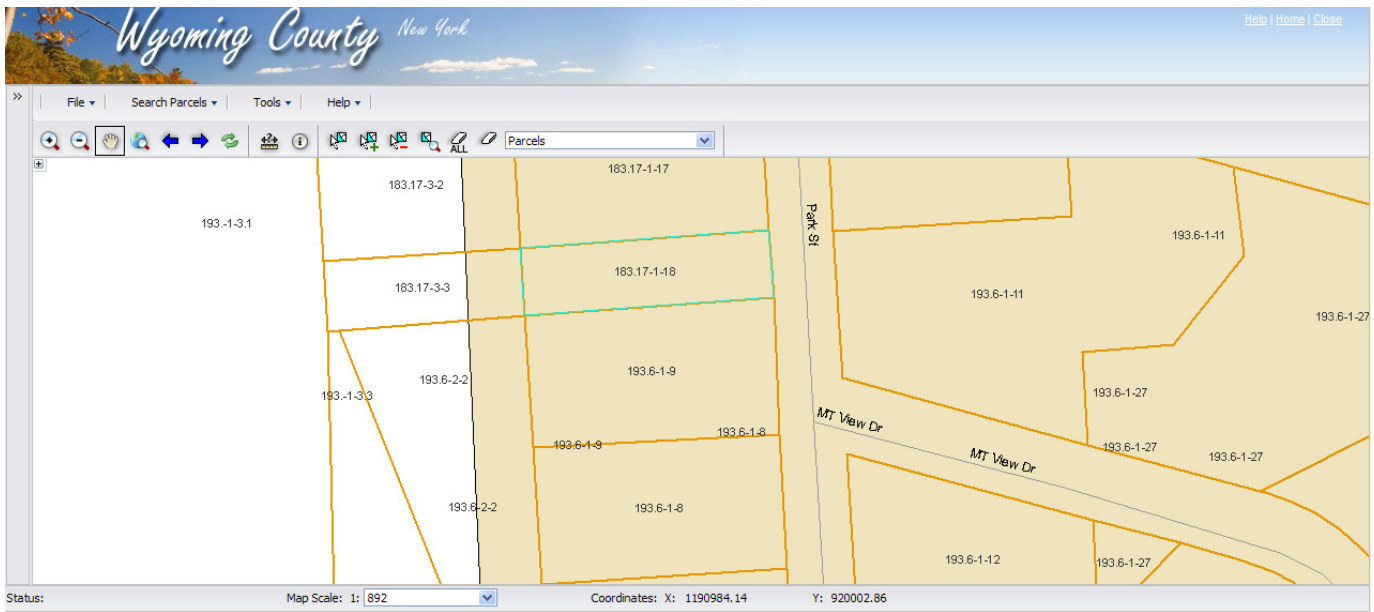 Wyoming County New York
Help | Home | Close
»
File
Search Parcels
Tools
Help
ALL
Parcels
183.17-1-17
183.17-3-2
193.-1-3.1
Park St
193.6-1-11
183.17-1-18
183.17-3-3
193.6-1-11
193.6-1-27
193.6-1-9
193.6-2-2
193.-1-3.3
193.6-1-27
MT View Dr
193.6-1-8
193.6-1-9
193.6-1-27
193.6-1-27
MT View Dr
193.6-2-2
193.6-1-8
193.6-1-12
193.6-1-27
Status:
Map Scale: 1: 892
Coordinates: X: 1190984.14 Y: 920002.86